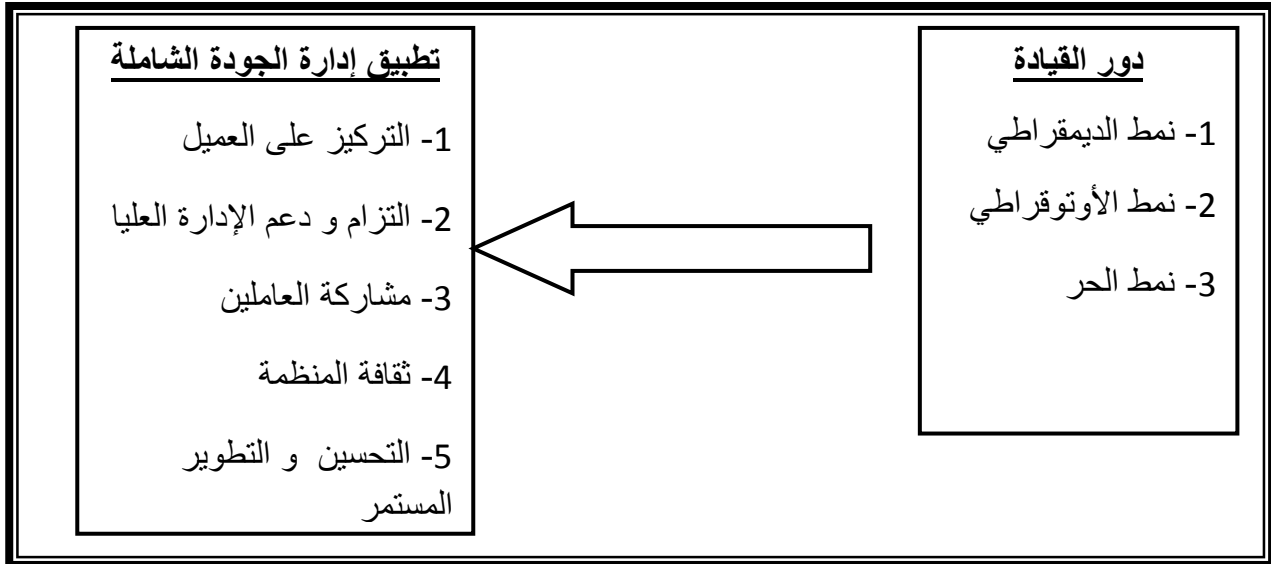 دور القيادة
1- نمط الديمقراطي
2- نمط الأوتوقراطي
3- نمط الحر
تطبيق إدارة الجودة الشاملة
1- التركيز على العميل
2- التزام و دعم الإدارة العليا
3- مشاركة العاملين
4- ثقافة المنظمة
5- التحسين و التطوير
المستمر